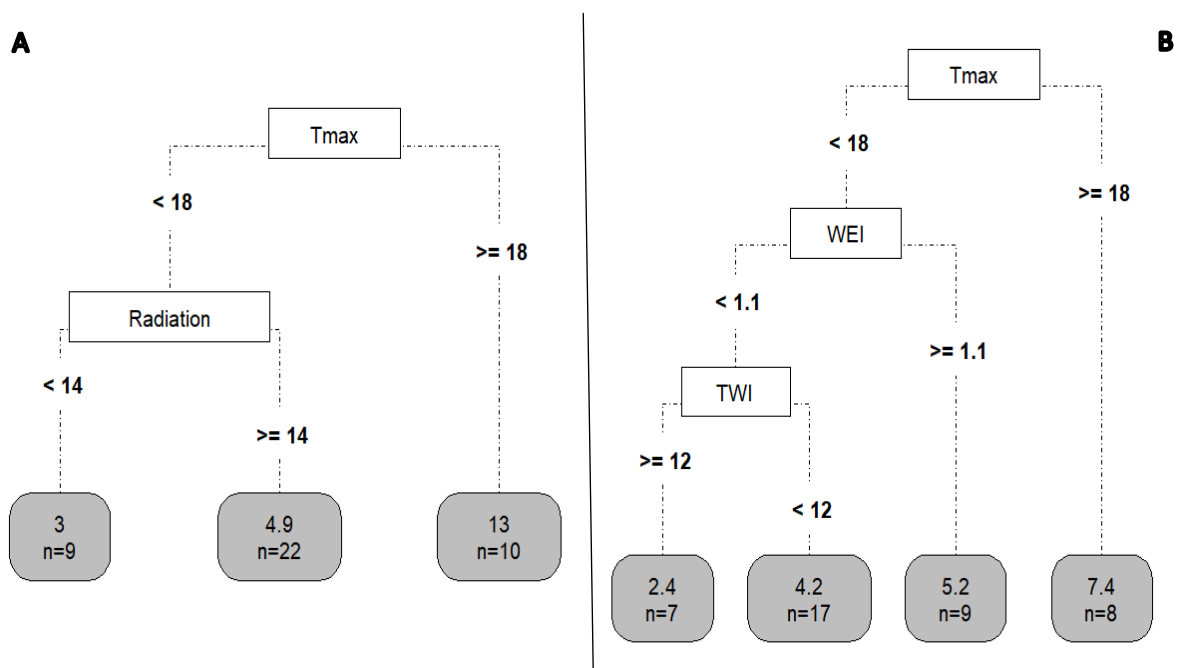 A
Tmax
< 18
>= 18
Radiation
< 14
>= 14
3
n=9
4.9
n=22
13
n=10
B
Tmax
< 18
>= 18
WEI
< 1.1
>= 1.1
TWI
>= 12
< 12
2.4
n=7
4.2
n=17
5.2
n=9
7.4
n=8